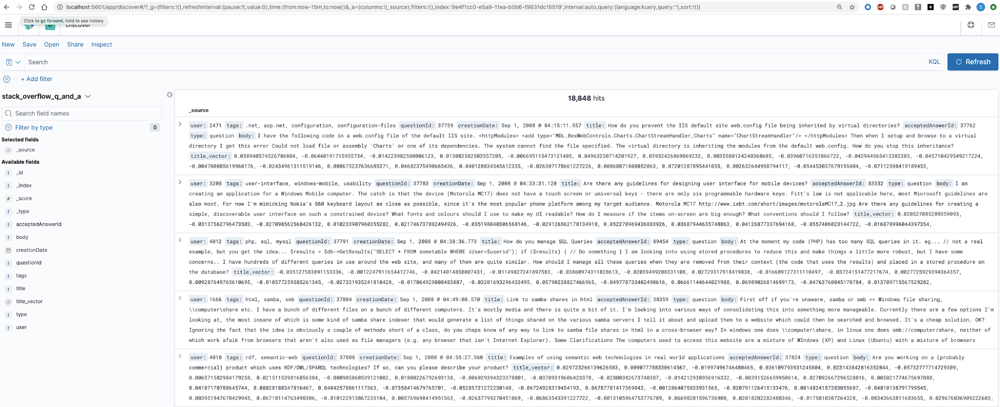 localhost:5601/app/discover#/?_g=(filters:!(),refreshInterval:(pause:!t,value:0),time:(from:now-15m,to:now))&_a=(columns:!(_source),filters:!(),index:'9e4f1cc0-e5a9-11ea-b0b6-f9831dc15519',interval:auto,query:(language:kuery,query:''),sort:!())
ABP
GMP
S
Click to go forward, hold to see history
D
Discover
New Save Open Share Inspect
Search
KQL
Refresh
+ Add filter
stack_overflow_q_and_a
Search field names
Filter by type 0
Selected fields
_source
Available fields
t _id
t _index
# _score
t _type
t acceptedAnswerId
t body
creationDate
t questionId
t tags
t title
? title_vector
t type
t user
18,848 hits
_source
user: 2471 tags: .net, asp.net, configuration, configuration-files questionId: 37759 creationDate: Sep 1, 2008 @ 04:15:11.557 title: How do you prevent the IIS default site web.config file being inherited by virtual directories? acceptedAnswerId: 37762
type: question body: I have the following code in a web.config file of the default IIS site. <httpModules> <add type="MDL.BexWebControls.Charts.ChartStreamHandler,Charts" name="ChartStreamHandler"/> </httpModules> Then when I setup and browse to a virtual
directory I get this error Could not load file or assembly 'Charts' or one of its dependencies. The system cannot find the file specified. The virtual directory is inheriting the modules from the default web.config. How do you stop this inheritance?
title_vector: 0.058940574526786804, -0.06440191715955734, -0.014223982580006123, 0.013082582503557205, -0.006695115473121405, 0.04963230714201927, 0.03932426869869232, 0.0035580124240368605, -0.03960716351866722, -0.042944565415382385, -0.045710429549217224,
-0.004700885619968176, -0.02434961311519146, 0.008673237636685371, 0.04682375490665436, 0.040128834545612335, -0.026307178661227226, 0.00868871808052063, 0.07201287895441055, 0.002632644958794117, -0.054453037679195404, -0.07112598419189453,
user: 3205 tags: user-interface, windows-mobile, usability questionId: 37783 creationDate: Sep 1, 2008 @ 04:33:31.120 title: Are there any guidelines for designing user interface for mobile devices? acceptedAnswerId: 83332 type: question body: I am
creating an application for a Windows Mobile computer. The catch is that the device (Motorola MC17) does not have a touch screen or universal keys - there are only six programmable hardware keys. Fitt's law is not applicable here, most Microsoft guidelines are
also moot. For now I'm mimicking Nokia's S60 keyboard layout as close as possible, since it's the most popular phone platform among my target audience. Motorola MC17 http://www.ixbt.com/short/images/motorolaMC17_2.jpg Are there any guidelines for creating a
simple, discoverable user interface on such a constrained device? What fonts and colours should I use to make my UI readable? How do I measure if the items on-screen are big enough? What conventions should I follow? title_vector: 0.020527085289359093,
-0.03137562796473503, -0.027098562568426132, 0.010233907960355282, 0.021746737882494926, -0.035198040306568146, -0.029126562178134918, 0.052278969436883926, 0.03687944635748863, 0.04126877337694168, -0.0557406023144722, -0.016878996044397354,
user: 4012 tags: php, sql, mysql questionId: 37791 creationDate: Sep 1, 2008 @ 04:38:36.773 title: How do you manage SQL Queries acceptedAnswerId: 89454 type: question body: At the moment my code (PHP) has too many SQL queries in it. eg... // not a real
example, but you get the idea... $results = $db->GetResults("SELECT * FROM sometable WHERE iUser=$userid"); if ($results) { // Do something } I am looking into using stored procedures to reduce this and make things a little more robust, but I have some
concerns.. I have hundreds of different queries in use around the web site, and many of them are quite similar. How should I manage all these queries when they are removed from their context (the code that uses the results) and placed in a stored procedure on
the database? title_vector: -0.035127583891153336, -0.0012247911654412746, -0.04214014858007431, -0.01149827241897583, -0.03860974311828613, -0.02039499208331108, 0.02729317918419838, -0.016689127311110497, -0.03724151477217674, 0.0027725929394364357,
0.009287649765610695, -0.010577259585261345, -0.027331935241818428, -0.017064929008483887, -0.03201693296432495, 0.05790238827466965, -0.049778733402490616, 0.06661144644021988, 0.06989026814699173, -0.04763760045170784, 0.013709715567529202,
user: 1666 tags: html, samba, smb questionId: 37804 creationDate: Sep 1, 2008 @ 04:49:00.570 title: Link to samba shares in html acceptedAnswerId: 38359 type: question body: First off if you're unaware, samba or smb == Windows file sharing,
\\computer\share etc. I have a bunch of different files on a bunch of different computers. It's mostly media and there is quite a bit of it. I'm looking into various ways of consolidating this into something more manageable. Currently there are a few options I'm
looking at, the most insane of which is some kind of samba share indexer that would generate a list of things shared on the various samba servers I tell it about and upload them to a website which could then be searched and browsed. It's a cheap solution, OK?
Ignoring the fact that the idea is obviously a couple of methods short of a class, do you chaps know of any way to link to samba file shares in html in a cross-browser way? In windows one does \\computer\share, in linux one does smb://computer/share, neither of
which work afaik from browsers that aren't also used as file managers (e.g. any browser that isn't Internet Explorer). Some Clarifications The computers used to access this website are a mixture of WIndows (XP) and Linux (Ubuntu) with a mixture of browsers
user: 4018 tags: rdf, semantic-web questionId: 37808 creationDate: Sep 1, 2008 @ 04:55:27.560 title: Examples of using semantic web technologies in real world applications acceptedAnswerId: 37824 type: question body: Are you working on a (probably
commercial) product which uses RDF/OWL/SPARQL technologies? If so, can you please describe your product? title_vector: 0.029723266139626503, 0.009077788330614567, -0.01997496746480465, 0.036109793931245804, 0.023143842816352844, -0.05732777714729309,
0.006571582984179258, 0.021511539816856384, -0.000905868539121002, 0.01800226792693138, -0.006929394323378801, -0.03709319606423378, -0.02800382673740387, -0.014212938956916332, -0.00391526659950614, 0.027092667296528816, 0.005021774675697088,
0.04187170788645744, 0.08028188347816467, 0.04042578861117363, -0.07358414679765701, -0.05285721272230148, -0.06724928319454193, 0.06787781417369843, -0.0012864075833931565, -0.020791126415133476, 0.0014824187383055687, -0.04810138791799545,
0.003951947670429945, 0.06718114763498306, -0.010122913867235184, 0.005769698414951563, -0.02637799270451069, -0.06863543391227722, -0.0013105964753776789, 0.06698201596736908, 0.02018202282488346, -0.0175810307264328, -0.08343663811683655, 0.029676036909222603,